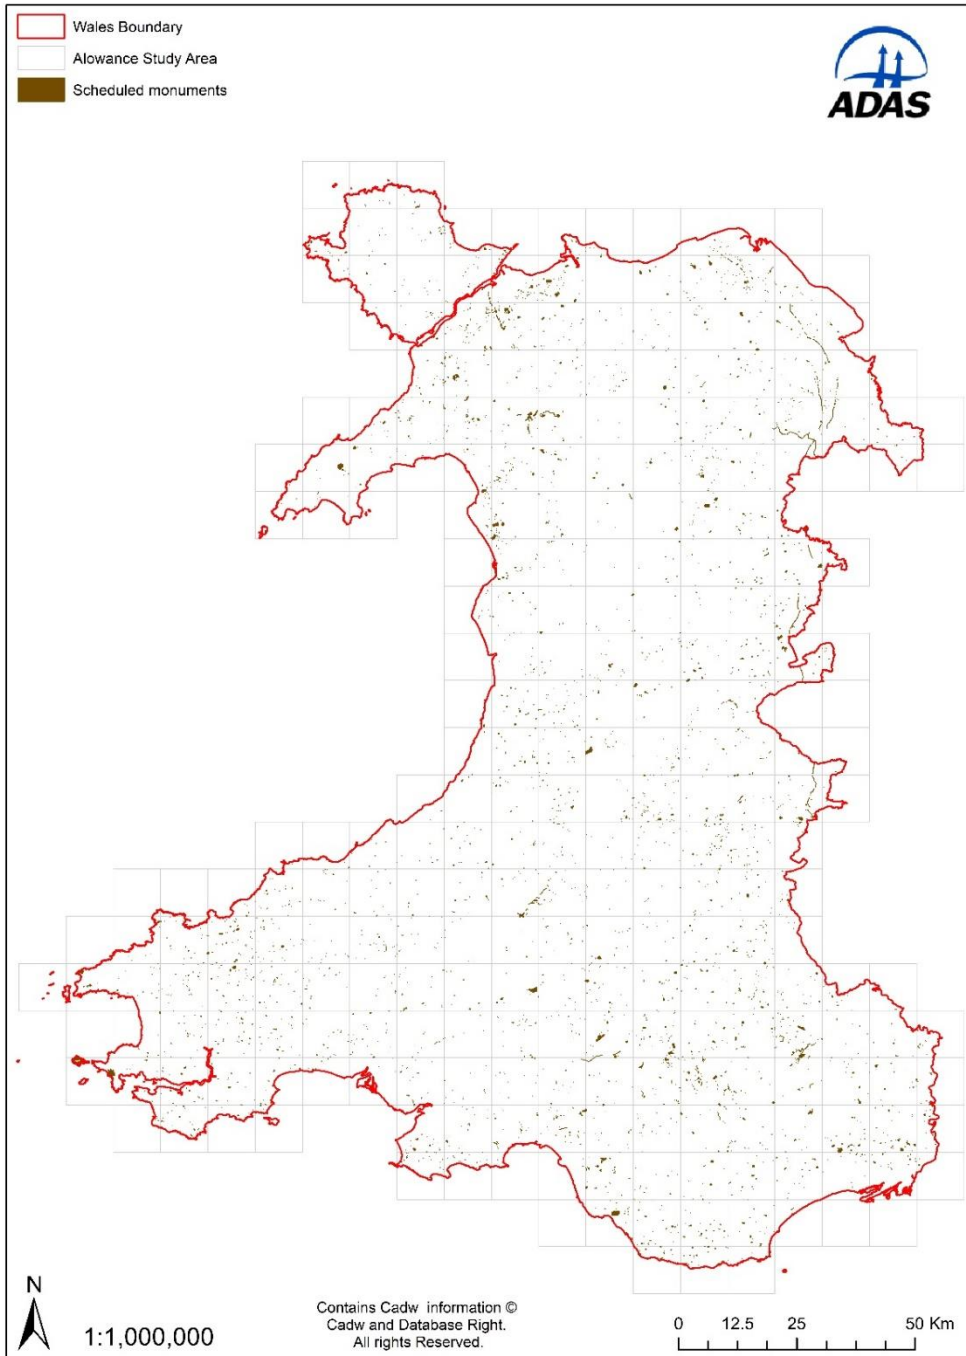 Wales Boundary
Alowance Study Area
Scheduled monuments
ADAS
N
1:1,000,000
Contains Cadw information ©
Cadw and Database Right.
All rights Reserved.
0 12.5 25 50 Km